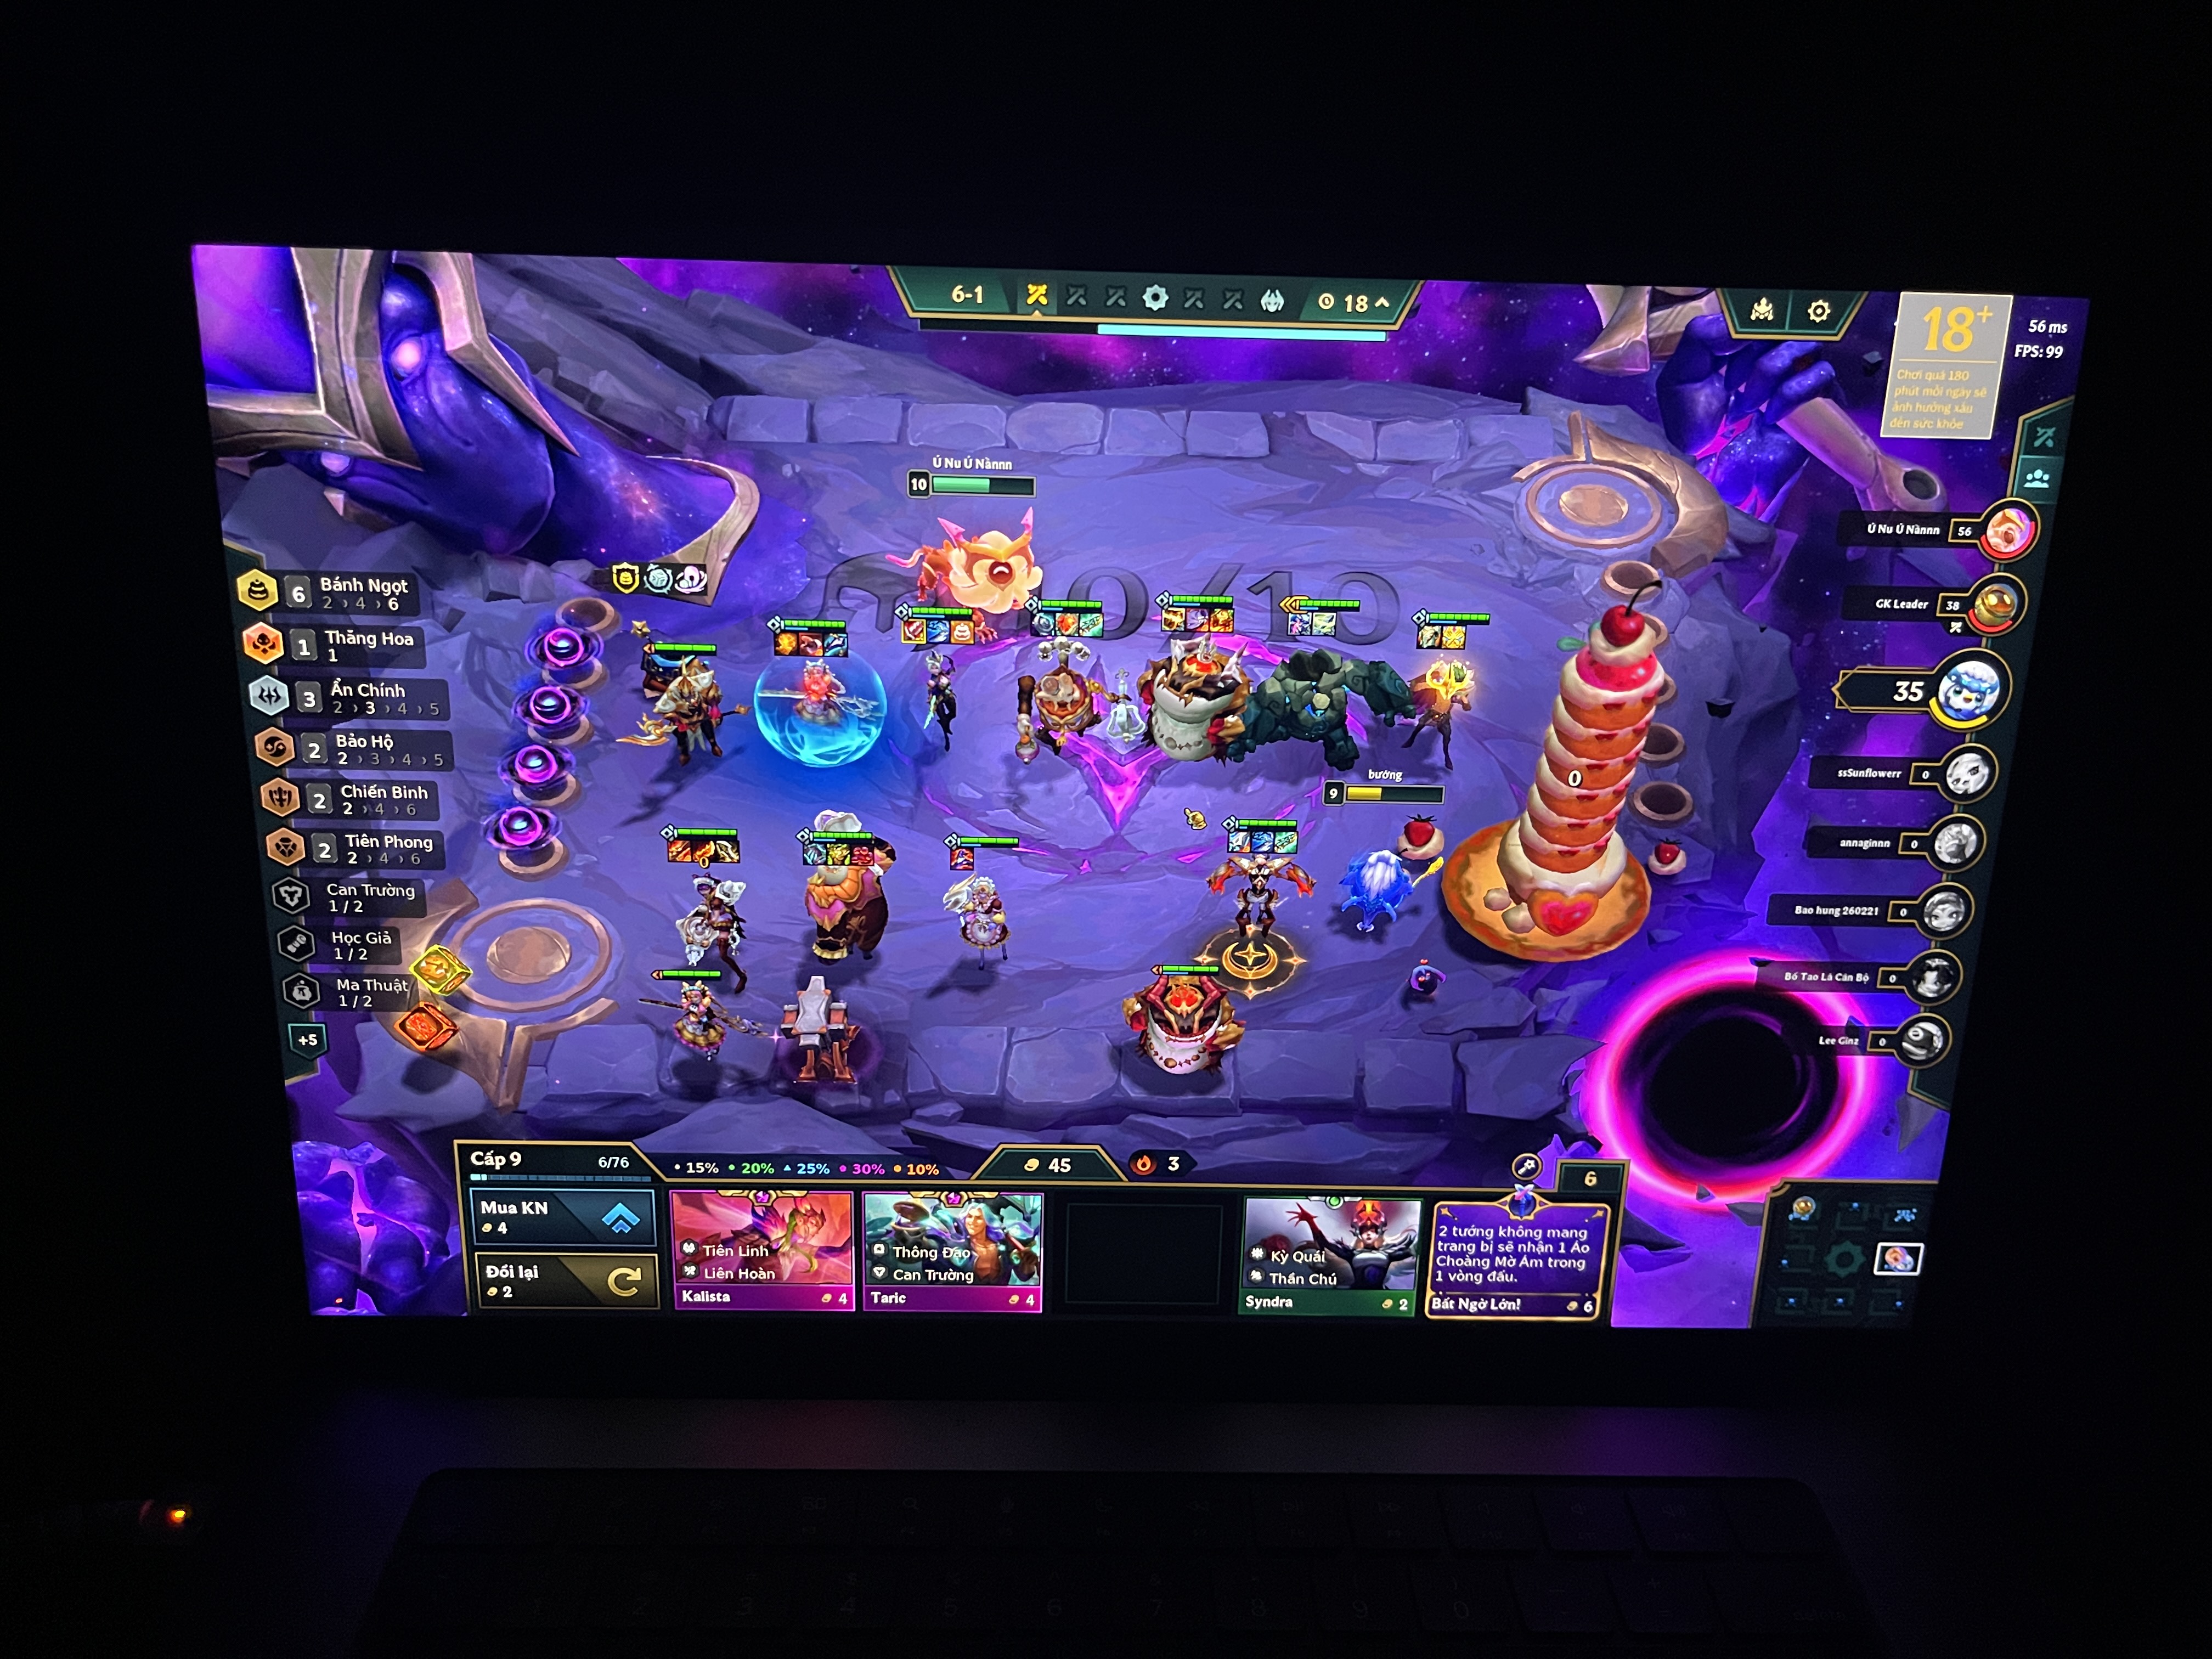 6-1
18
18+
Chơi quá 180
phút mỗi ngày sẽ
ảnh hưởng xấu
đến sức khỏe
56 ms
FPS: 99
Ú Nu Ú Nànnn
10
10/10
6 Bánh Ngọt
2 › 4 › 6
1 Thăng Hoa
1
3 Ẩn Chính
2 › 3 › 4 › 5
2 Bảo Hộ
2 › 3 › 4 › 5
2 Chiến Binh
2 › 4 › 6
2 Tiên Phong
2 › 4 › 6
Can Trường
1 / 2
Học Giả
1 / 2
Ma Thuật
1 / 2
+5
bướng
9
0
0
Ú Nu Ú Nànnn 56
GK Leader 38
35
ssSunflowerr 0
annaginnn 0
Bao hung 260221 0
Bố Tao Là Cán Bộ 0
Lee Ginz 0
Cấp 9 6/76
15% 20% 25% 30% 10%
45
3
6
Mua KN
4
Đổi lại
2
Tiên Linh
Liên Hoàn
Kalista 4
Thông Đạo
Can Trường
Taric 4
Kỳ Quái
Thần Chú
Syndra 2
2 tướng không mang
trang bị sẽ nhận 1 Áo
Choàng Mờ Ám trong
1 vòng đấu.
Bất Ngờ Lớn! 6